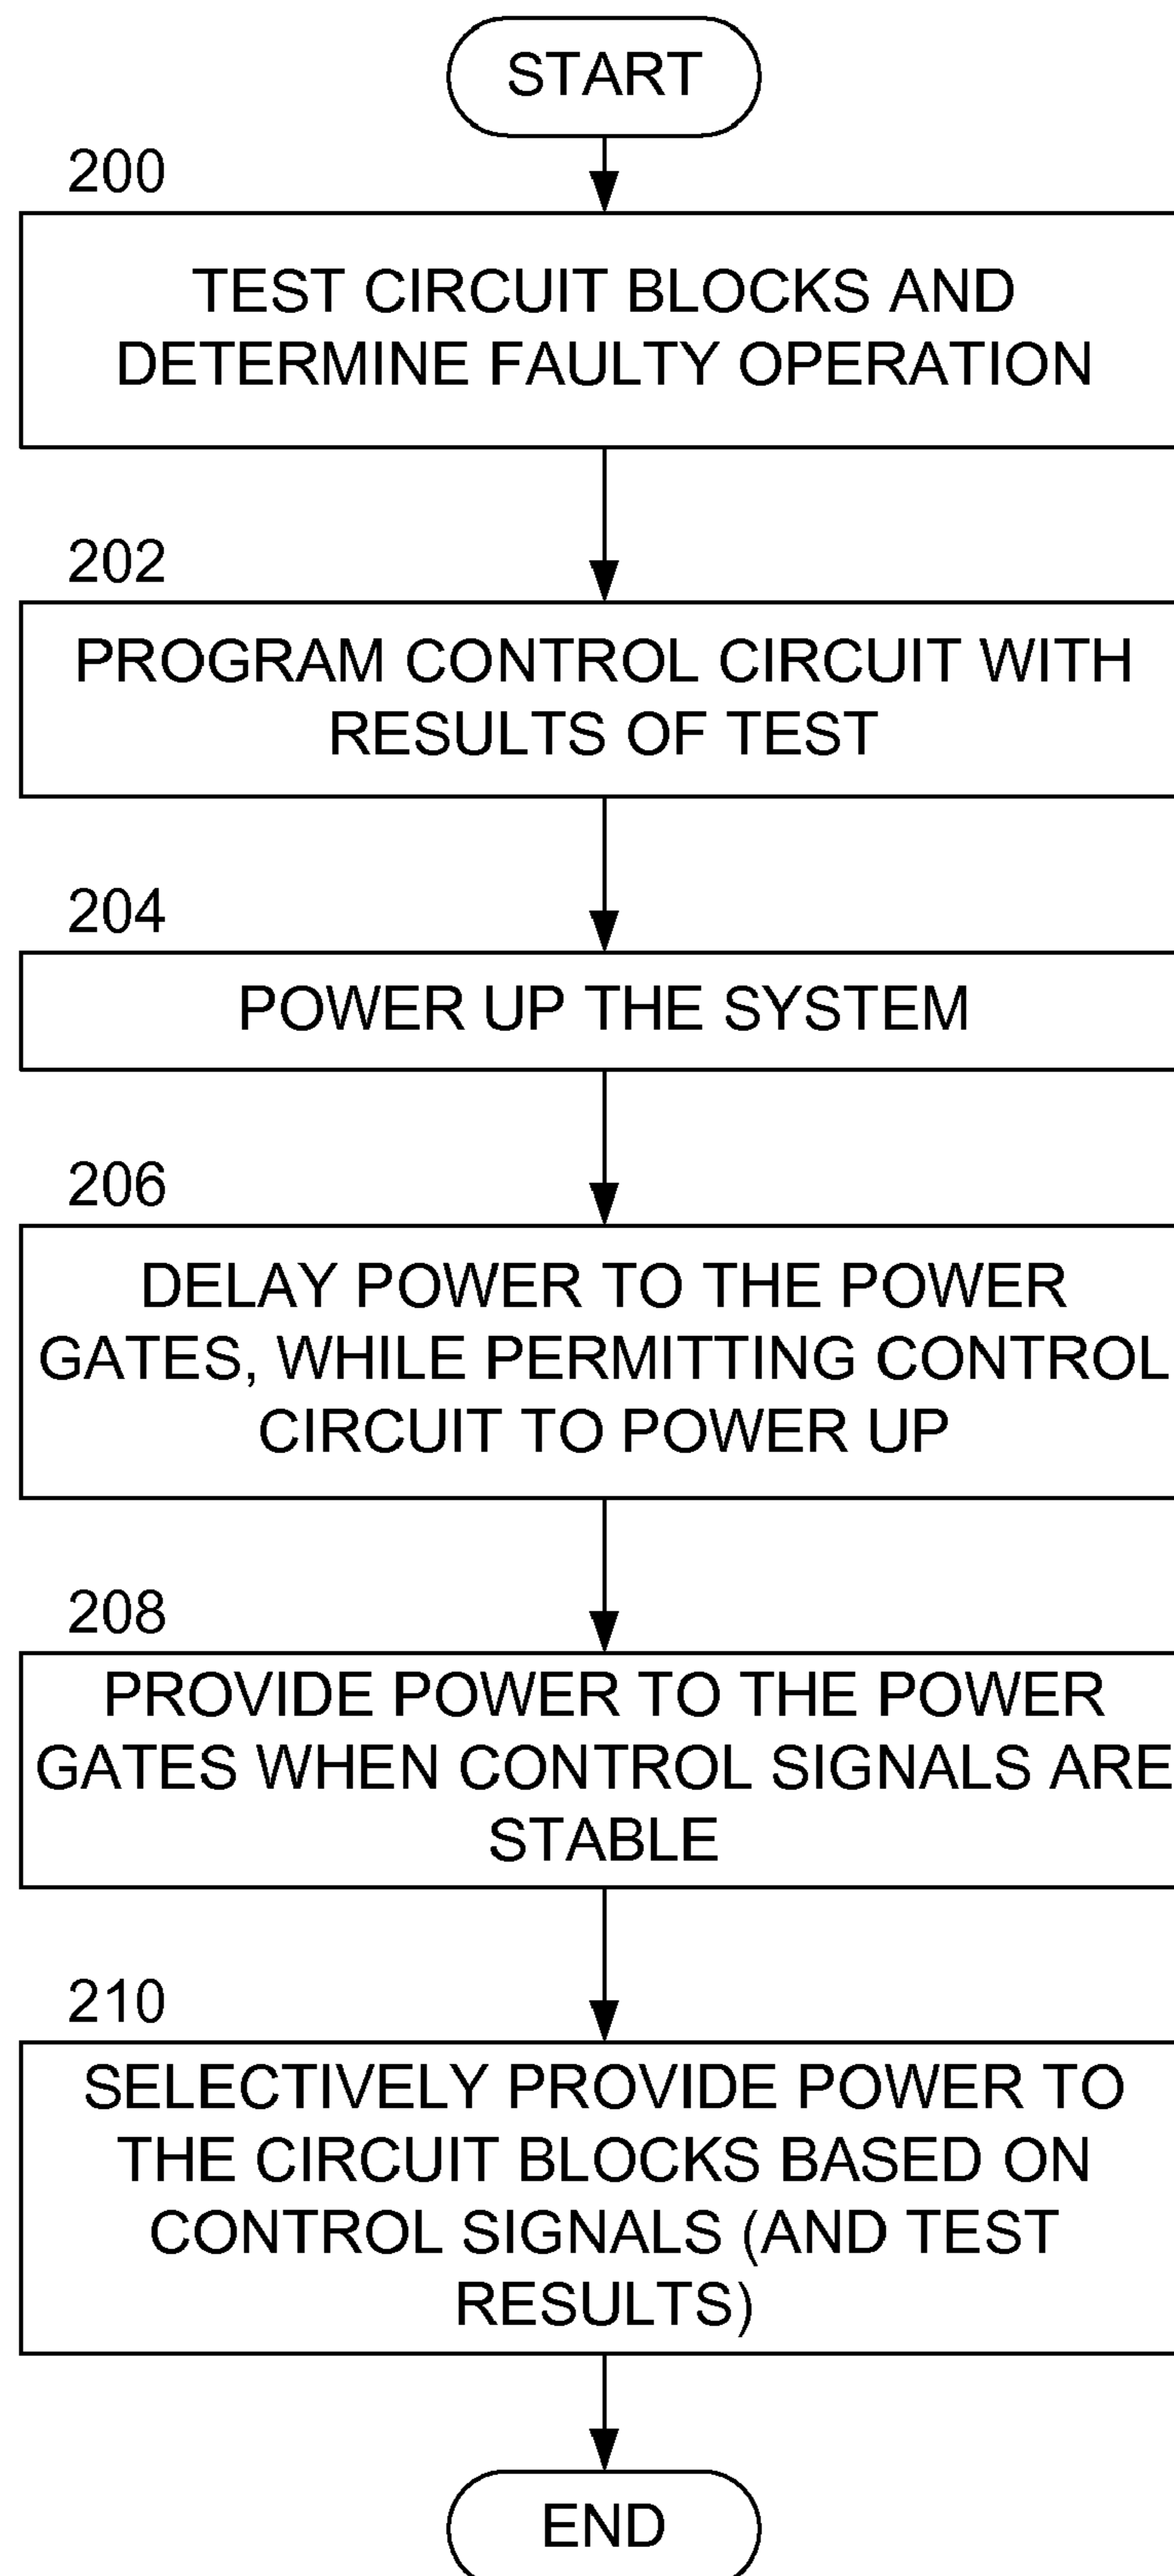 START
200
TEST CIRCUIT BLOCKS AND
DETERMINE FAULTY OPERATION
202
PROGRAM CONTROL CIRCUIT WITH
RESULTS OF TEST
204
POWER UP THE SYSTEM
206
DELAY POWER TO THE POWER
GATES, WHILE PERMITTING CONTROL
CIRCUIT TO POWER UP
208
PROVIDE POWER TO THE POWER
GATES WHEN CONTROL SIGNALS ARE
STABLE
210
SELECTIVELY PROVIDE POWER TO
THE CIRCUIT BLOCKS BASED ON
CONTROL SIGNALS (AND TEST
RESULTS)
END